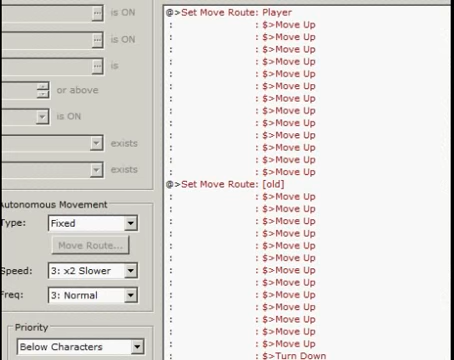 is ON
is ON
is
or above
is ON
exists
exists
Autonomous Movement
Type: Fixed
Move Route...
Speed: 3: x2 Slower
Freq: 3: Normal
Priority
Below Characters
@>Set Move Route: Player
: : $>Move Up
: : $>Move Up
: : $>Move Up
: : $>Move Up
: : $>Move Up
: : $>Move Up
: : $>Move Up
: : $>Move Up
: : $>Move Up
: : $>Move Up
: : $>Move Up
: : $>Move Up
: : $>Move Up
@>Set Move Route: [old]
: : $>Move Up
: : $>Move Up
: : $>Move Up
: : $>Move Up
: : $>Move Up
: : $>Move Up
: : $>Move Up
: : $>Move Up
: : $>Move Up
: : $>Move Up
: : $>Move Up
: : $>Move Up
: : $>Move Up
: : $>Turn Down